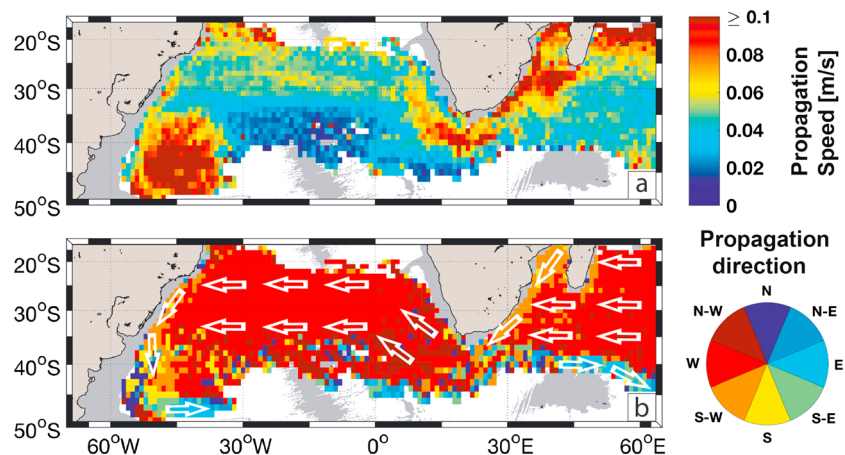 20°S
30°S
40°S
50°S
a
≥ 0.1
0.08
0.06
0.04
0.02
0
Propagation
Speed [m/s]
20°S
30°S
40°S
50°S
60°W
30°W
0°
30°E
60°E
b
Propagation
direction
N
N-E
E
S-E
S
S-W
W
N-W